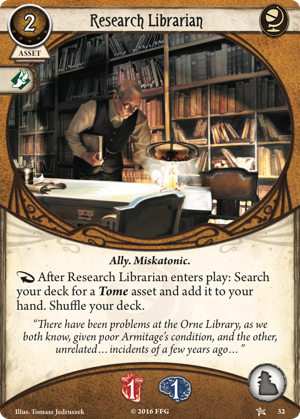 Research Librarian
2
ASSET
Ally. Miskatonic.
After Research Librarian enters play: Search
your deck for a Tome asset and add it to your
hand. Shuffle deck.
“There have been problems at the Orne Library, as we
both know, given poor Armitage’s condition, and the other,
unrelated… incidents of a few years ago…”
1
1
Illus. Tomasz Jedruszek
© 2016 FFG
32